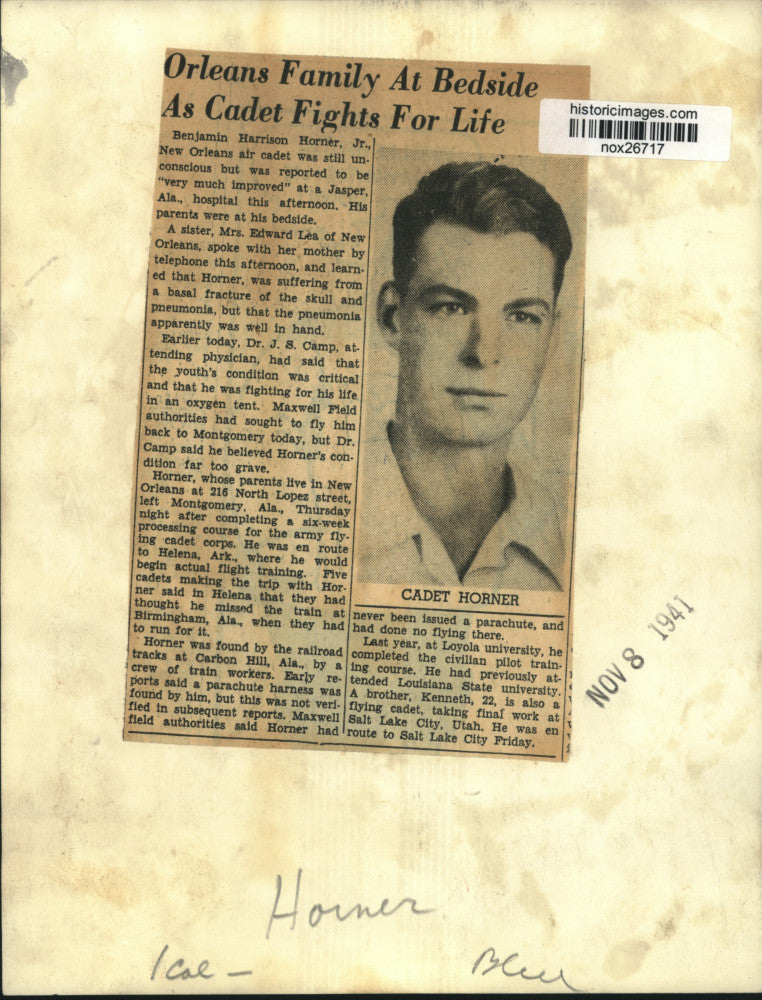 Orleans Family At Bedside
As Cadet Fights For Life
historicimages.com
nox26717
Benjamin Harrison Horner, Jr.,
New Orleans air cadet was still un-
conscious but was reported to be
"very much improved" at a Jasper,
Ala., hospital this afternoon. His
parents were at his bedside.
A sister, Mrs. Edward Lea of New
Orleans, spoke with her mother by
telephone this afternoon, and learn-
ed that Horner, was suffering from
a basal fracture of the skull and
pneumonia, but that the pneumonia
apparently was well in hand.
Earlier today, Dr. J. S. Camp, at-
tending physician, had said that
the youth's condition was critical
and that he was fighting for his life
in an oxygen tent. Maxwell Field
authorities had sought to fly him
back to Montgomery today, but Dr.
Camp said he believed Horner's con-
dition far too grave.
Horner, whose parents live in New
Orleans at 216 North Lopez street,
left Montgomery, Ala., Thursday
night after completing a six-week
processing course for the army fly-
ing cadet corps. He was en route
to Helena, Ark., where he would
begin actual flight training. Five
cadets making the trip with Hor-
ner said in Helena that they had
thought he missed the train at
Birmingham, Ala., when they had
to run for it.
Horner was found by the railroad
tracks at Carbon Hill, Ala., by a
crew of train workers. Early re-
ports said a parachute harness was
found by him, but this was not veri-
fied in subsequent reports. Maxwell
field authorities said Horner had
CADET HORNER
never been issued a parachute, and
had done no flying there.
Last year, at Loyola university, he
completed the civilian pilot train-
ing course. He had previously at-
tended Louisiana State university.
A brother, Kenneth, 22, is also a
flying cadet, taking final work at
Salt Lake City, Utah. He was en
route to Salt Lake City Friday.
NOV 8 1941
Horner